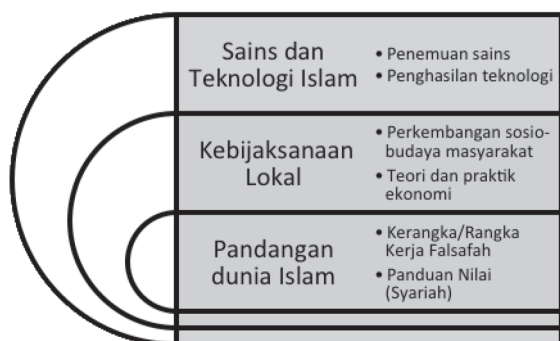 Sains dan
Teknologi Islam
• Penemuan sains
• Penghasilan teknologi
Kebijaksanaan
Lokal
• Perkembangan sosio-
budaya masyarakat
• Teori dan praktik
ekonomi
Pandangan
dunia Islam
• Kerangka/Rangka
Kerja Falsafah
• Panduan Nilai
(Syariah)